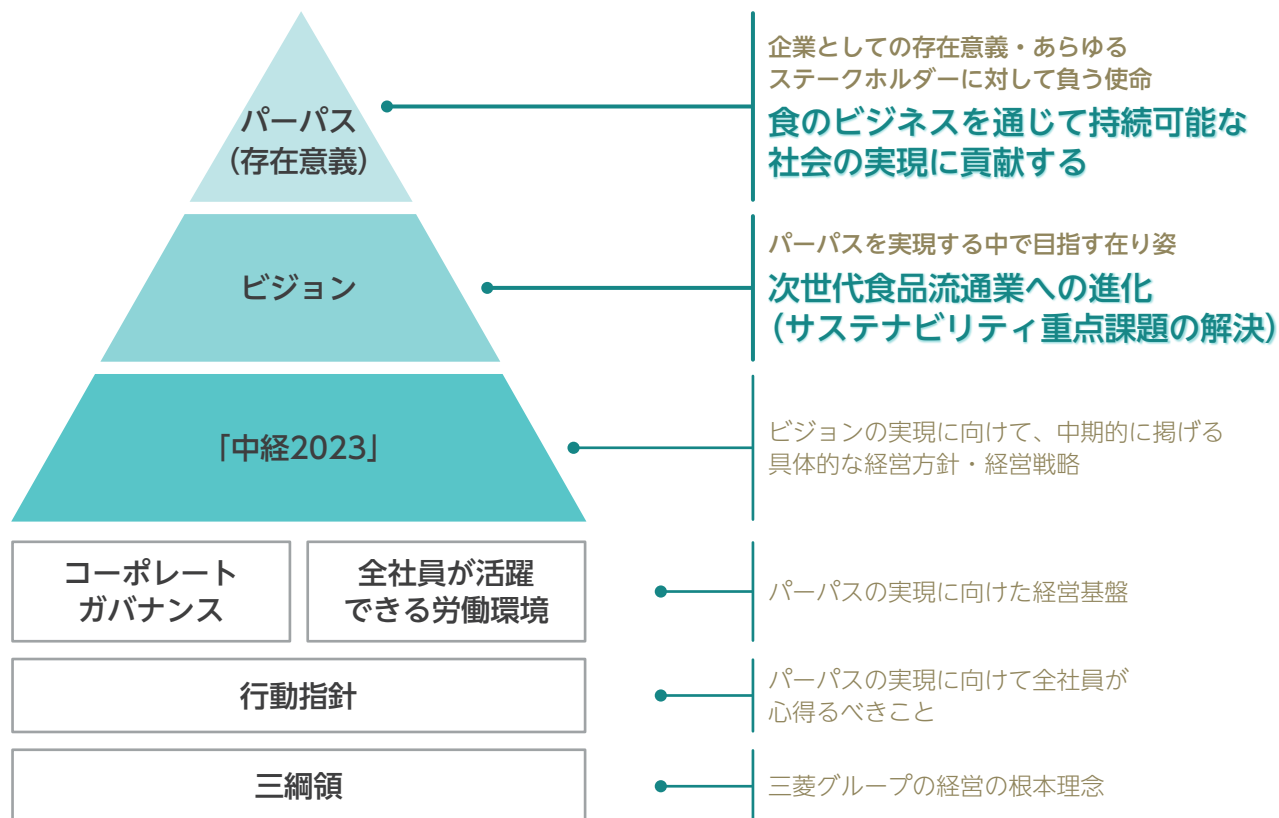 パーパス
（存在意義）
企業としての存在意義・あらゆる
ステークホルダーに対して負う使命
食のビジネスを通じて持続可能な
社会の実現に貢献する
ビジョン
パーパスを実現する中で目指す在り姿
次世代食品流通業への進化
（サステナビリティ重点課題の解決）
「中経2023」
ビジョンの実現に向けて、中期的に掲げる
具体的な経営方針・経営戦略
コーポレート
ガバナンス
全社員が活躍
できる労働環境
パーパスの実現に向けた経営基盤
行動指針
パーパスの実現に向けて全社員が
心得るべきこと
三綱領
三菱グループの経営の根本理念